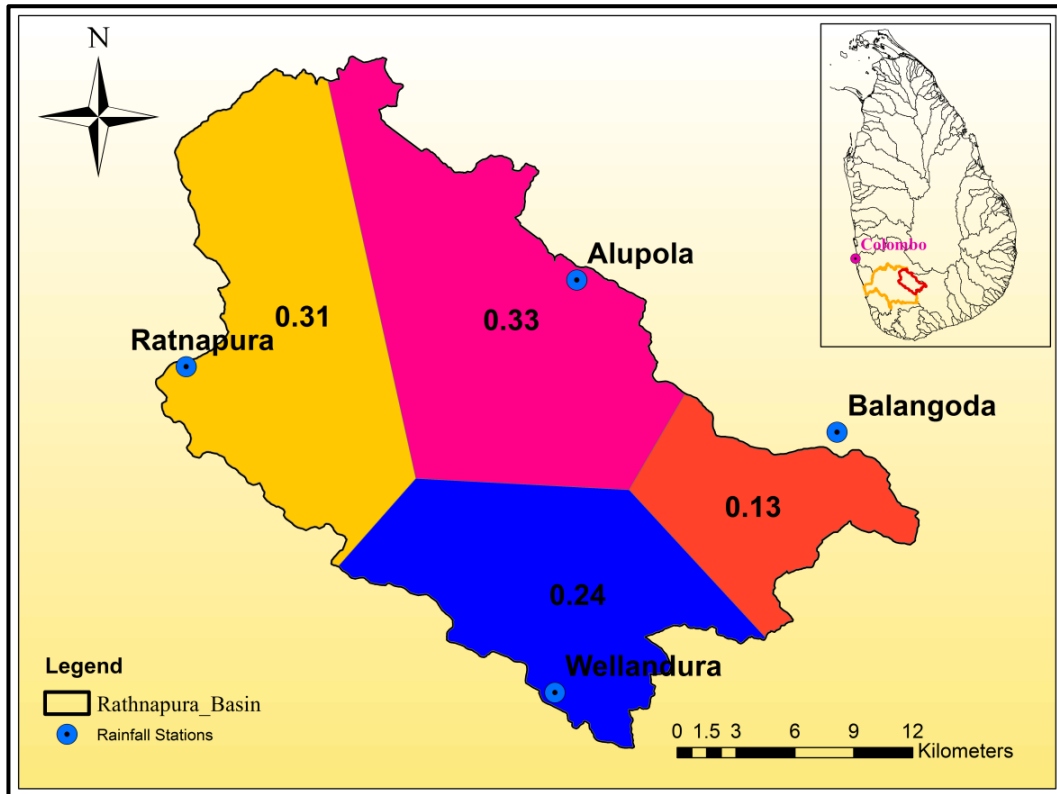 N
Colombo
Alupola
0.31
0.33
Ratnapura
Balangoda
0.13
0.24
Wellandura
Legend
Rathnapura_Basin
Rainfall Stations
0 1.5 3 6 9 12
Kilometers